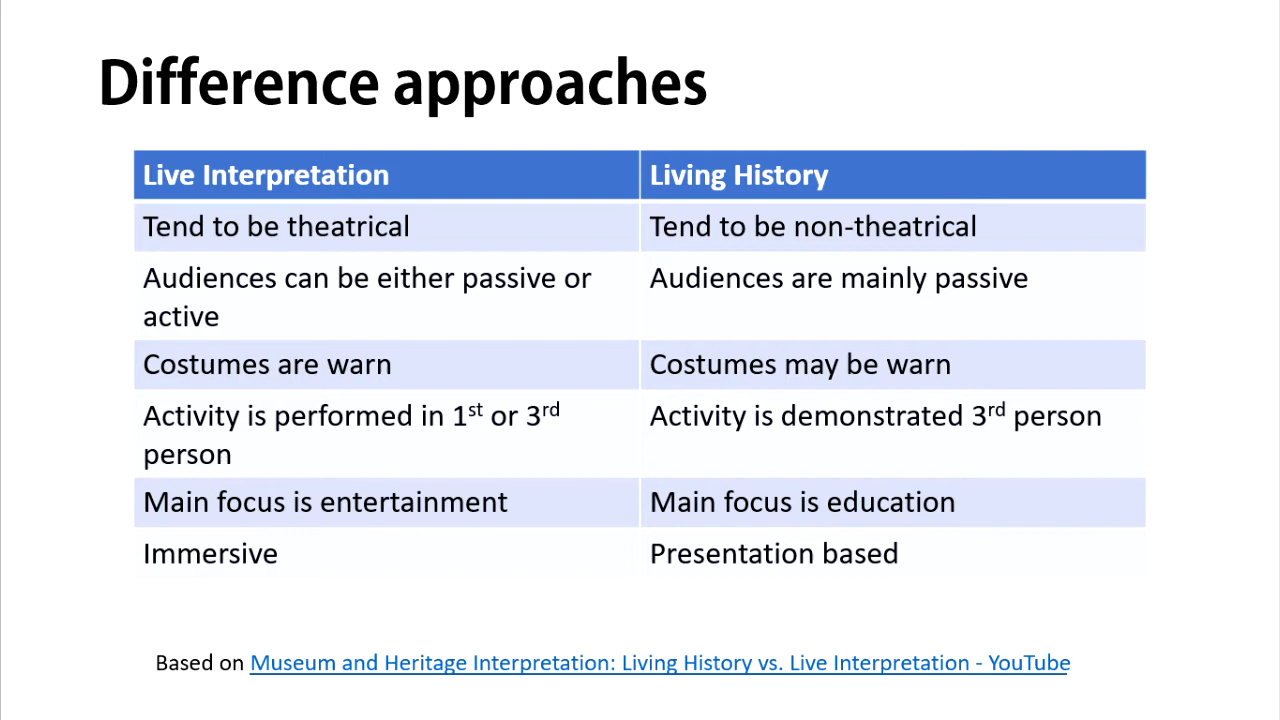 Difference approaches
Live Interpretation
Living History
Tend to be theatrical
Tend to be non-theatrical
Audiences can be either passive or
active
Audiences are mainly passive
Costumes are warn
Costumes may be warn
Activity is performed in 1st or 3rd
person
Activity is demonstrated 3rd person
Main focus is entertainment
Main focus is education
Immersive
Presentation based
Based on Museum and Heritage Interpretation: Living History vs. Live Interpretation - YouTube